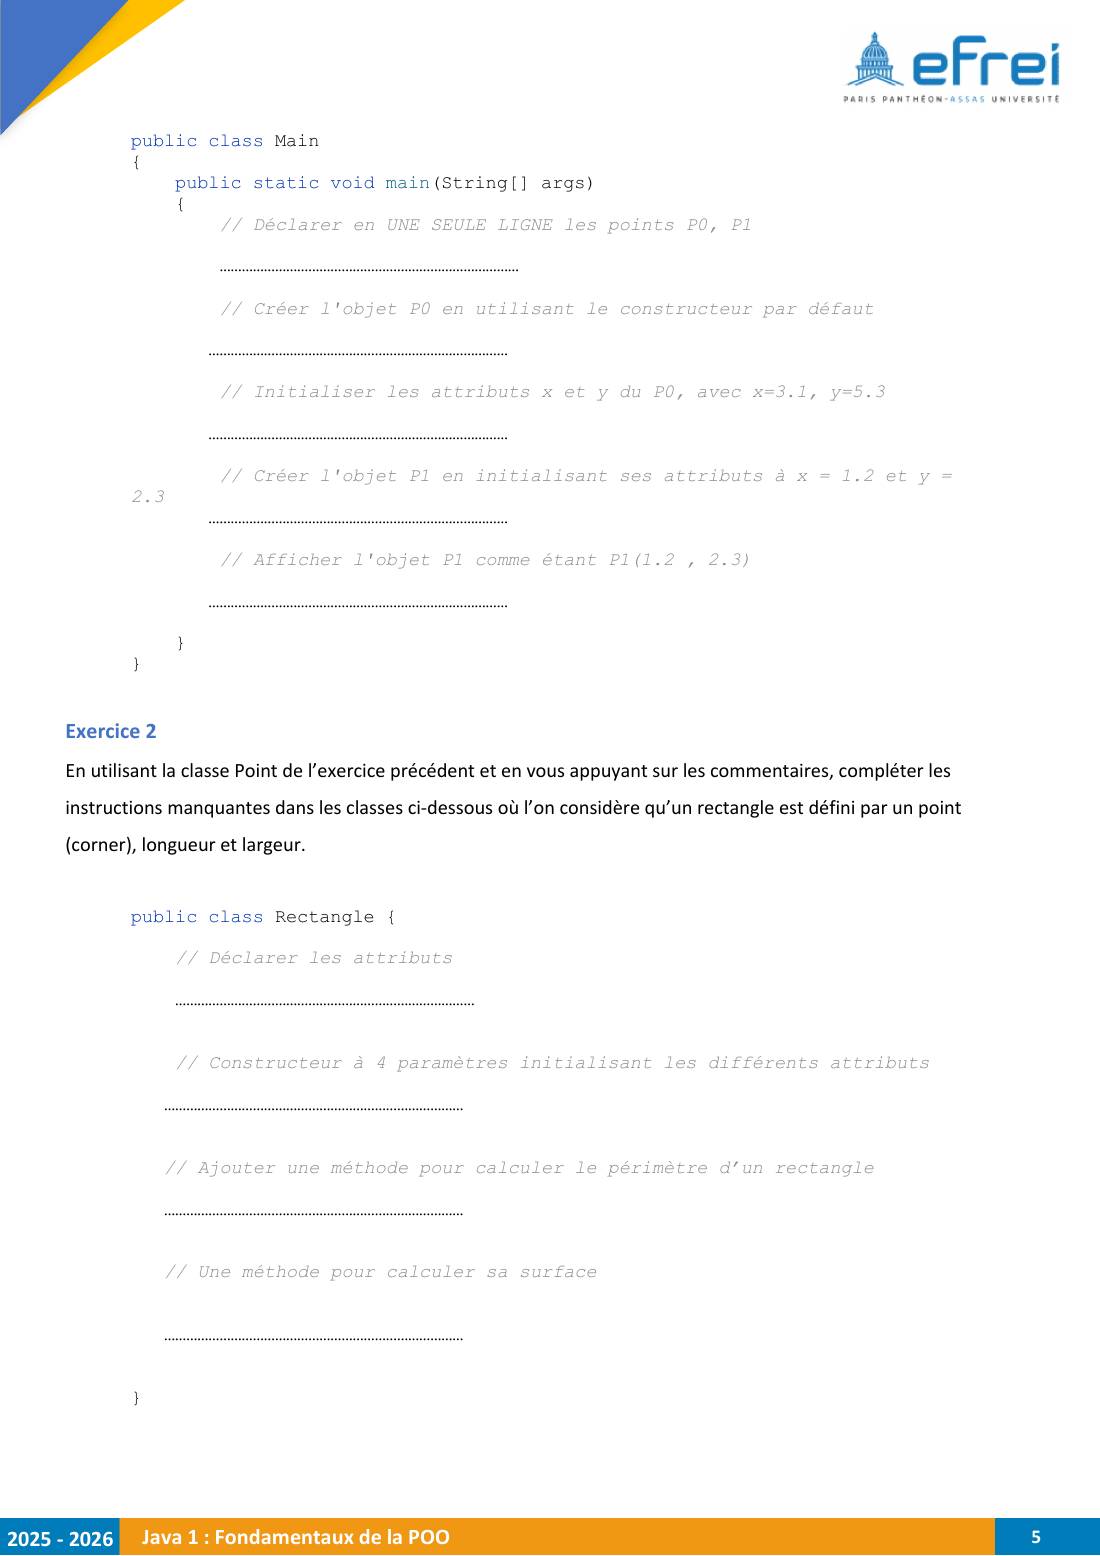 efrei
PARIS PANTHÉON-ASSAS UNIVERSITÉ
public class Main
{
    public static void main(String[] args)
    {
        // Déclarer en UNE SEULE LIGNE les points P0, P1
        ………………………………………………………………………
        // Créer l'objet P0 en utilisant le constructeur par défaut
        ………………………………………………………………………
        // Initialiser les attributs x et y du P0, avec x=3.1, y=5.3
        ………………………………………………………………………
        // Créer l'objet P1 en initialisant ses attributs à x = 1.2 et y =
2.3
        ………………………………………………………………………
        // Afficher l'objet P1 comme étant P1(1.2 , 2.3)
        ………………………………………………………………………
    }
}
Exercice 2
En utilisant la classe Point de l’exercice précédent et en vous appuyant sur les commentaires, compléter les
instructions manquantes dans les classes ci-dessous où l’on considère qu’un rectangle est défini par un point
(corner), longueur et largeur.
public class Rectangle {
    // Déclarer les attributs
    ………………………………………………………………………
    // Constructeur à 4 paramètres initialisant les différents attributs
   ………………………………………………………………………
   // Ajouter une méthode pour calculer le périmètre d’un rectangle
   ………………………………………………………………………
   // Une méthode pour calculer sa surface
   ………………………………………………………………………
}
2025 - 2026 Java 1 : Fondamentaux de la POO 5